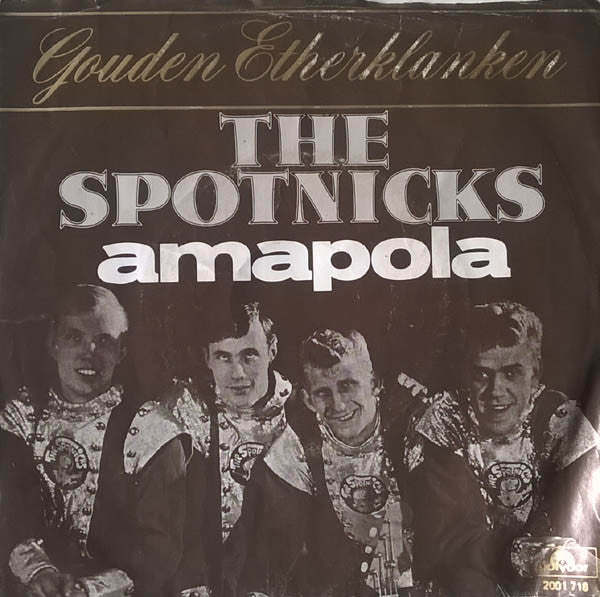 Gouden Etherklanken
THE
SPOTNICKS
amapola
polydor
2001 718